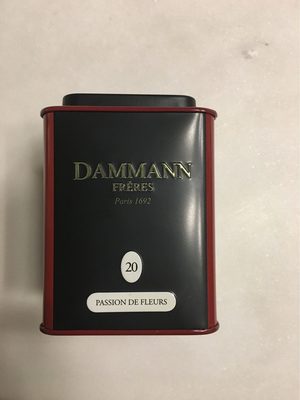 DAMMANN
FRÈRES
Paris 1692
20
PASSION DE FLEURS